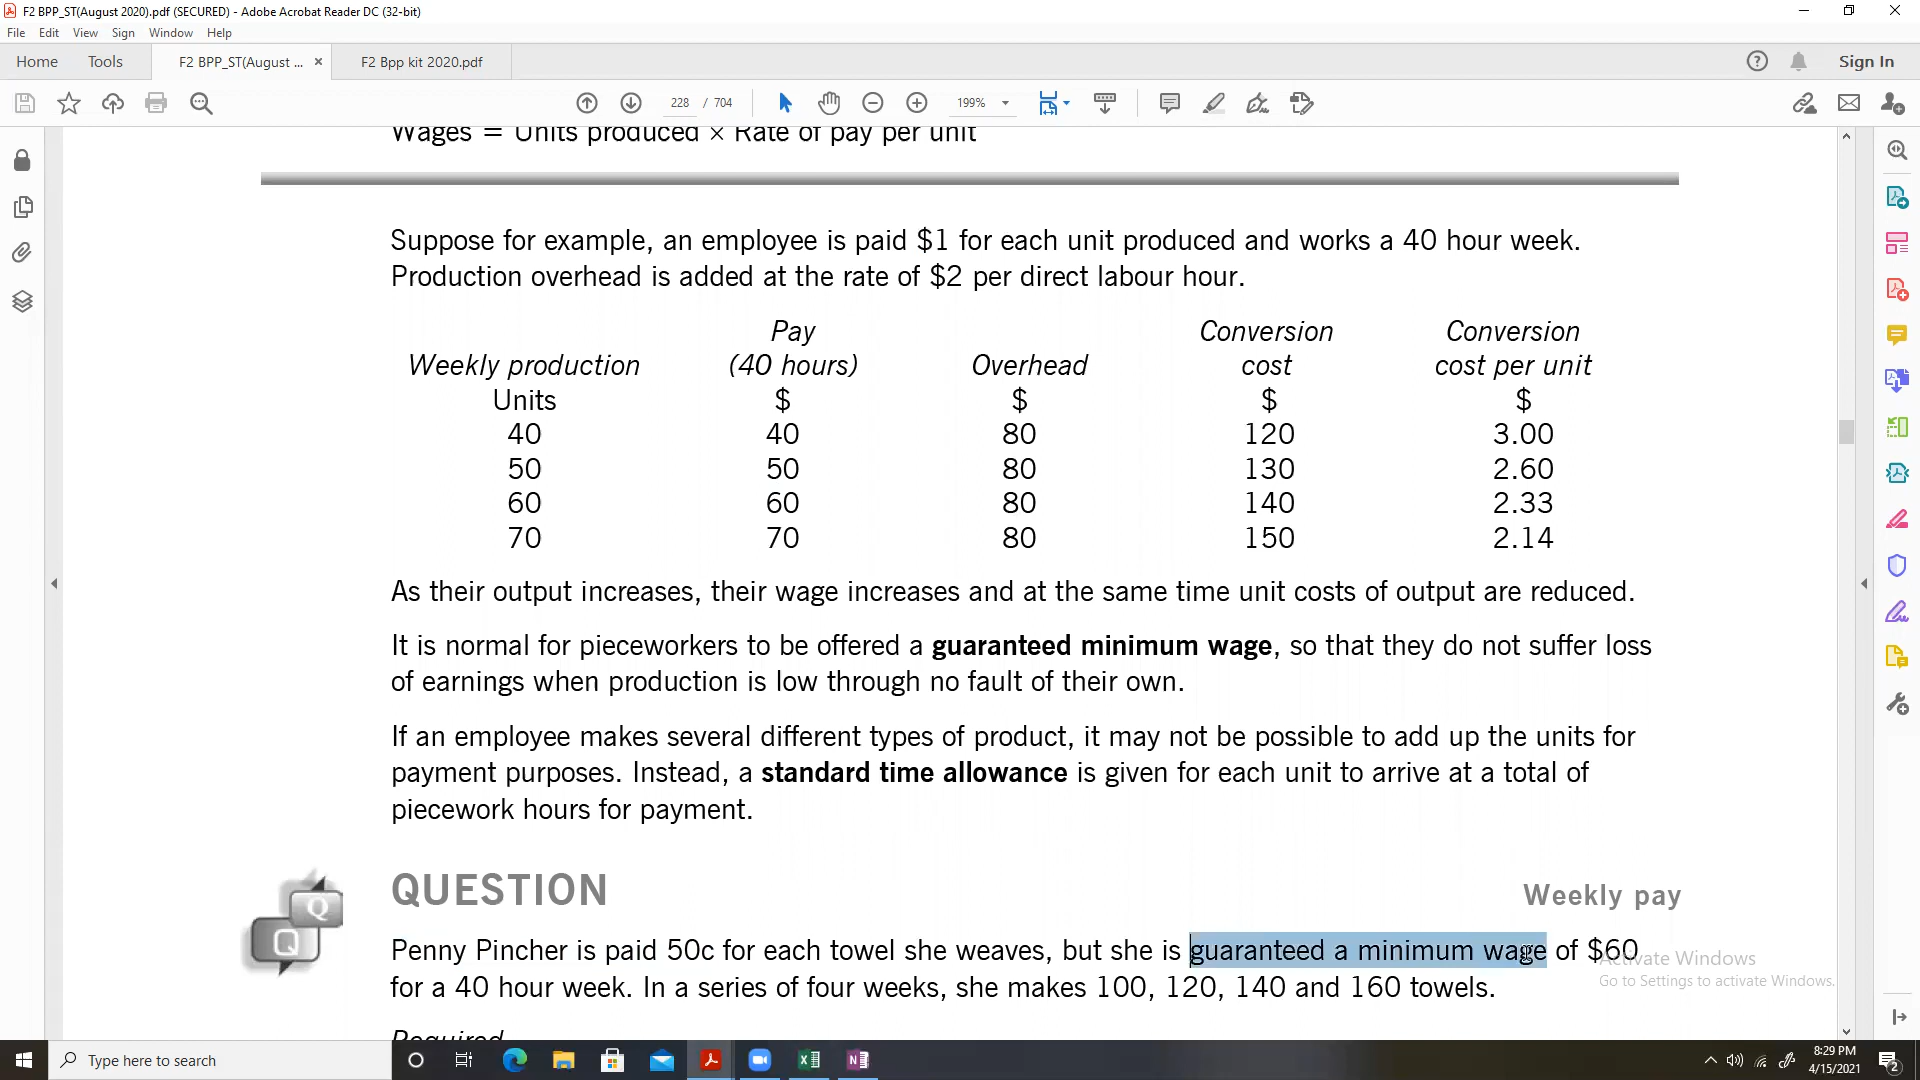 F2 BPP_ST(August 2020).pdf (SECURED) - Adobe Acrobat Reader DC (32-bit)
File Edit View Sign Window Help
Home Tools F2 BPP_ST(August ... × F2 Bpp kit 2020.pdf Sign In
228 / 704 199%
Wages = Units produced × Rate of pay per unit
Suppose for example, an employee is paid $1 for each unit produced and works a 40 hour week.
Production overhead is added at the rate of $2 per direct labour hour.
Pay Conversion Conversion
Weekly production (40 hours) Overhead cost cost per unit
Units $ $ $ $
40 40 80 120 3.00
50 50 80 130 2.60
60 60 80 140 2.33
70 70 80 150 2.14
As their output increases, their wage increases and at the same time unit costs of output are reduced.
It is normal for pieceworkers to be offered a guaranteed minimum wage, so that they do not suffer loss
of earnings when production is low through no fault of their own.
If an employee makes several different types of product, it may not be possible to add up the units for
payment purposes. Instead, a standard time allowance is given for each unit to arrive at a total of
piecework hours for payment.
Q
Q
QUESTION
Weekly pay
Penny Pincher is paid 50c for each towel she weaves, but she is guaranteed a minimum wage of $60
for a 40 hour week. In a series of four weeks, she makes 100, 120, 140 and 160 towels.
Activate Windows
Go to Settings to activate Windows.
Required
Type here to search
8:29 PM
4/15/2021
2